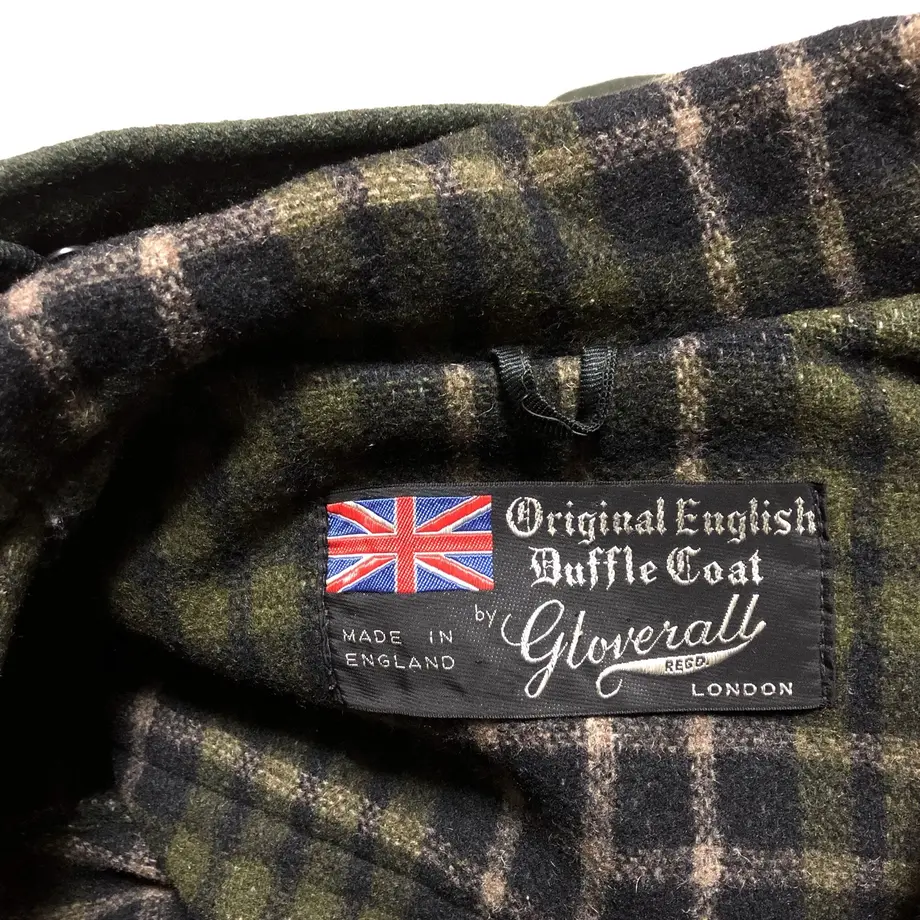 Original English
Duffle Coat
by Gloverall
REGD.
LONDON
MADE IN
ENGLAND